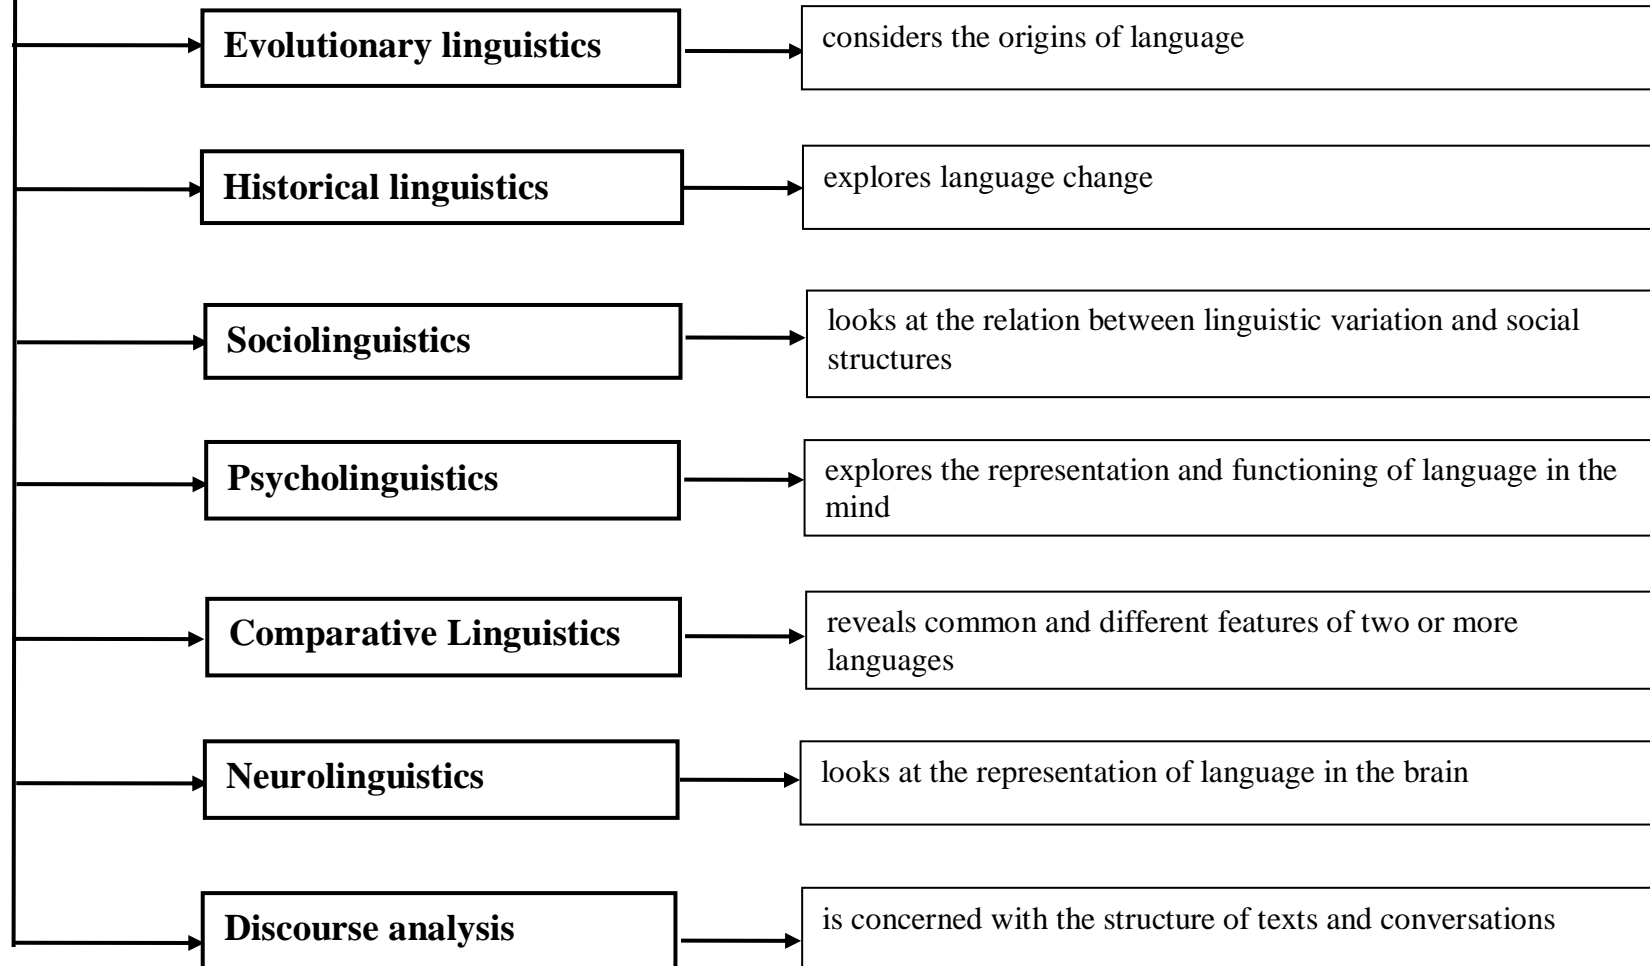 Evolutionary linguistics
considers the origins of language
Historical linguistics
explores language change
Sociolinguistics
looks at the relation between linguistic variation and social
structures
Psycholinguistics
explores the representation and functioning of language in the
mind
Comparative Linguistics
reveals common and different features of two or more
languages
Neurolinguistics
looks at the representation of language in the brain
Discourse analysis
is concerned with the structure of texts and conversations